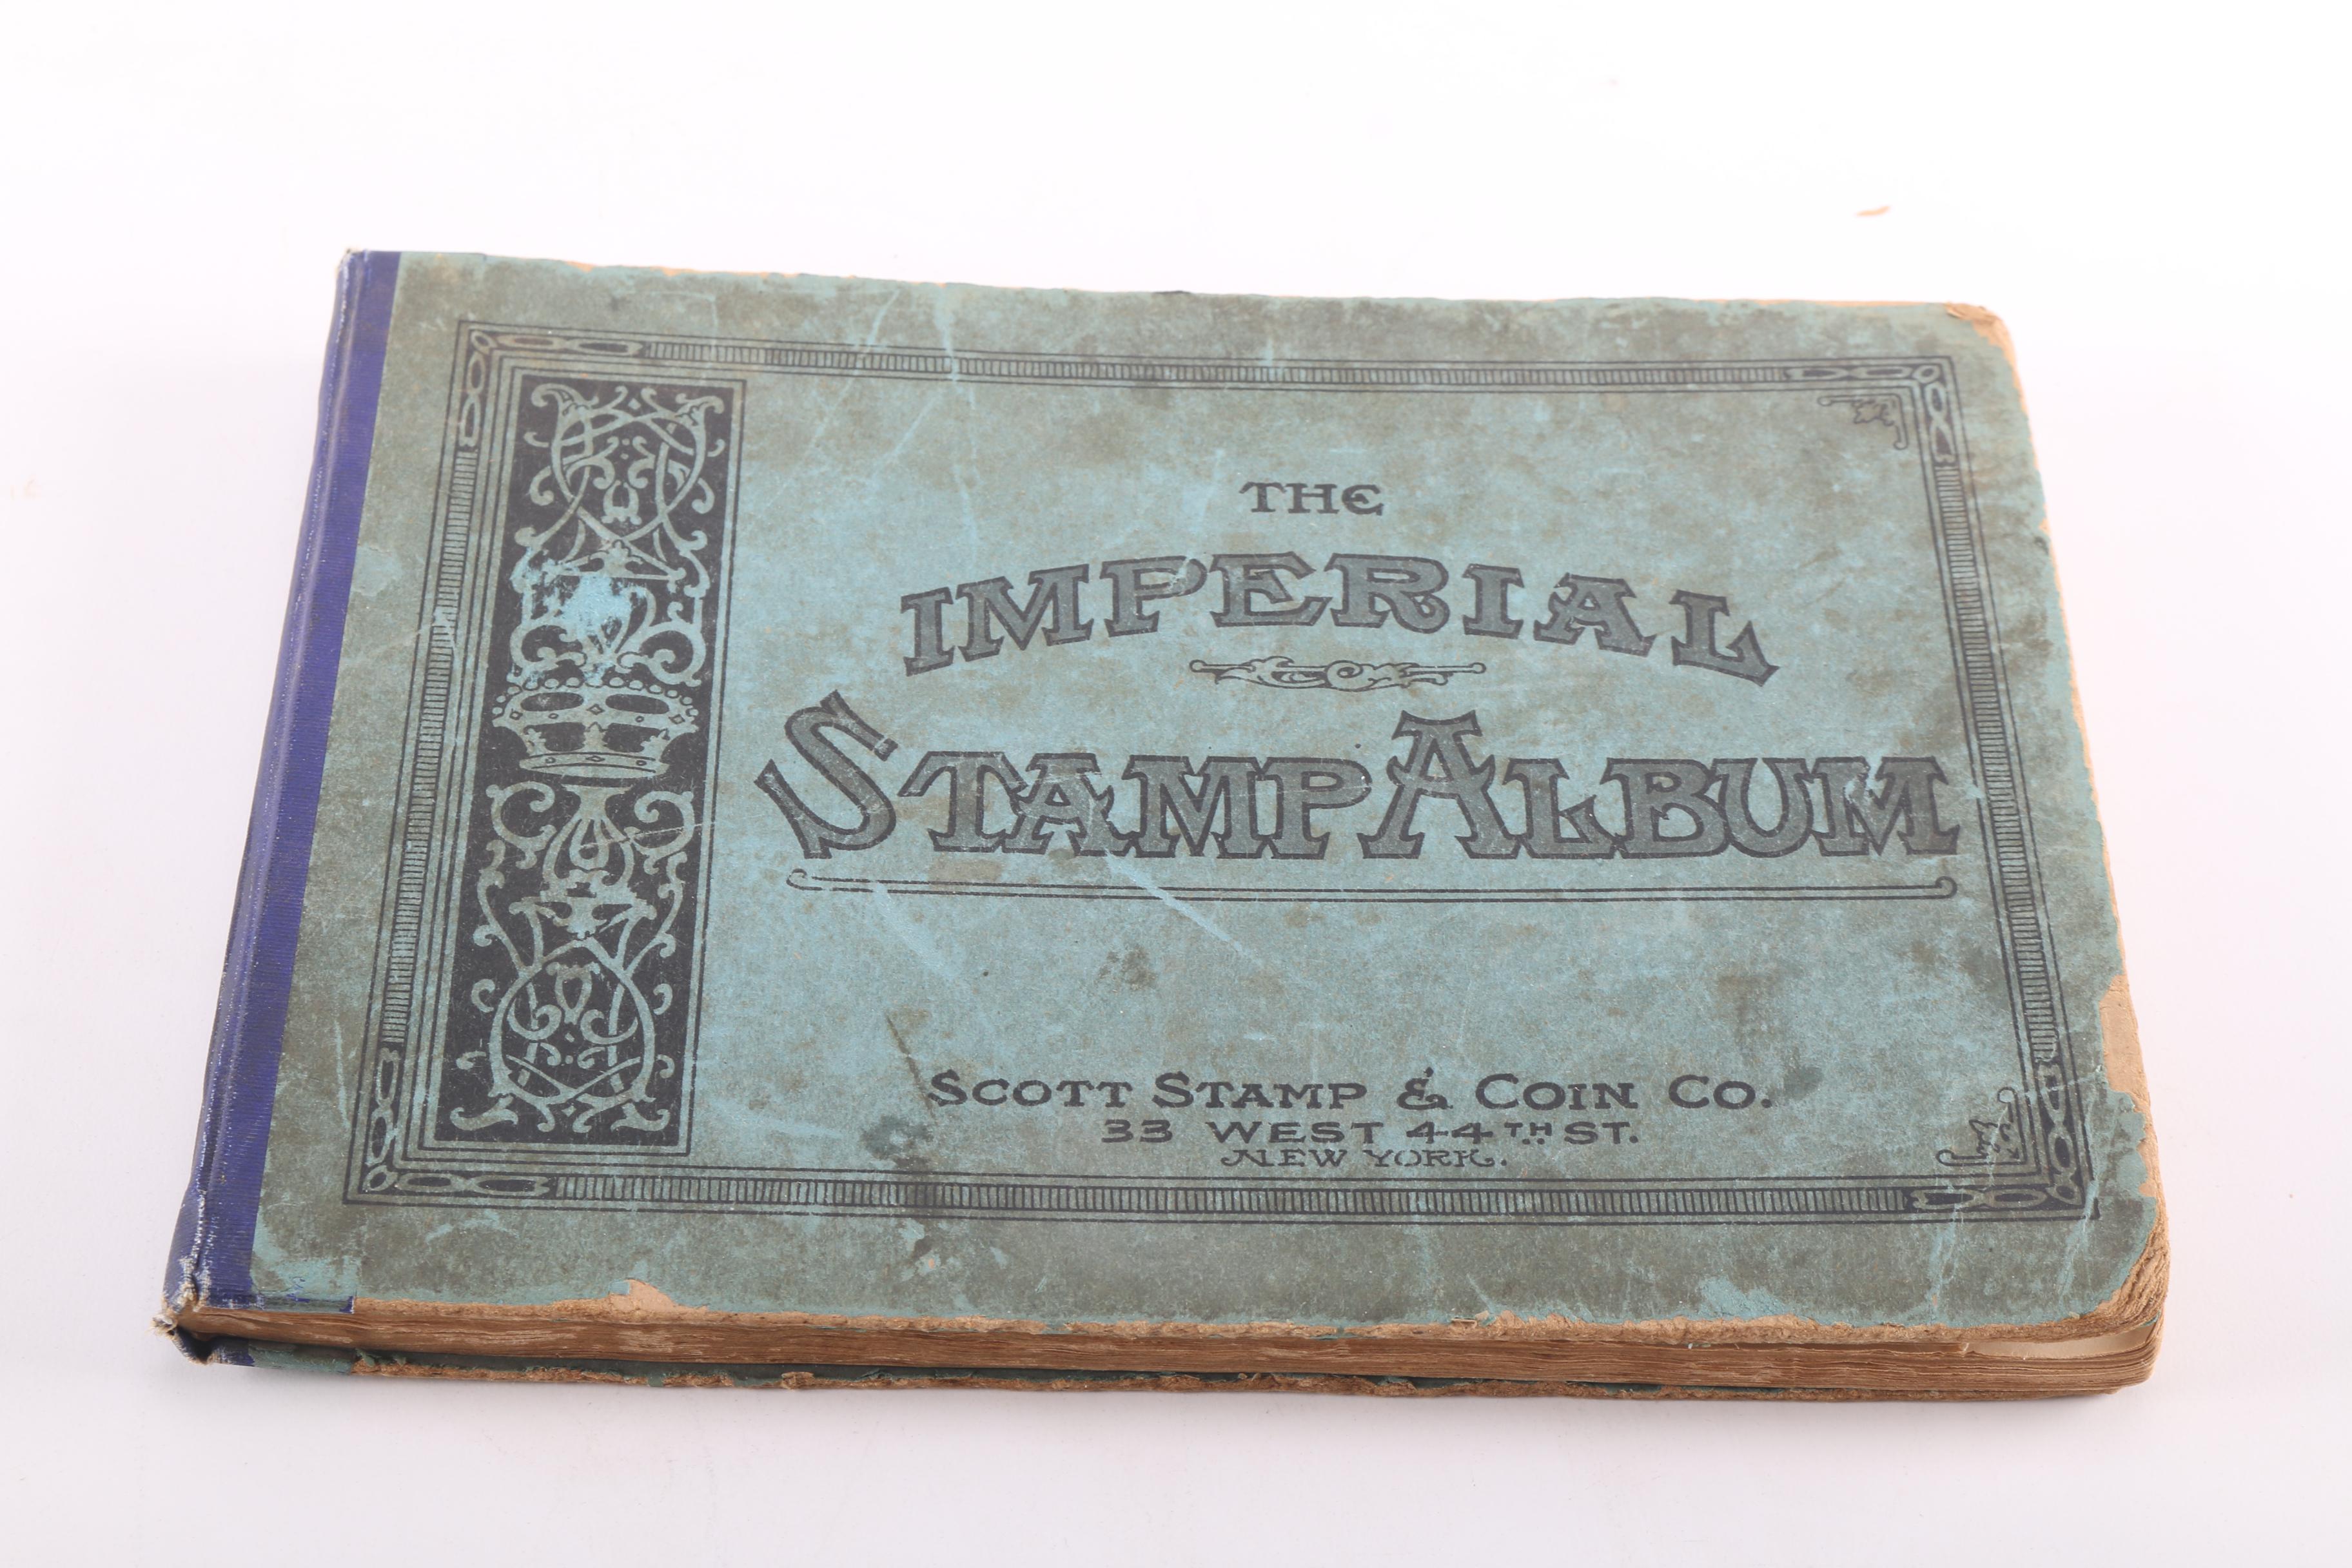 THE
IMPERIAL
STAMP ALBUM
SCOTT STAMP & COIN CO.
33 WEST 44TH ST.
NEW YORK.